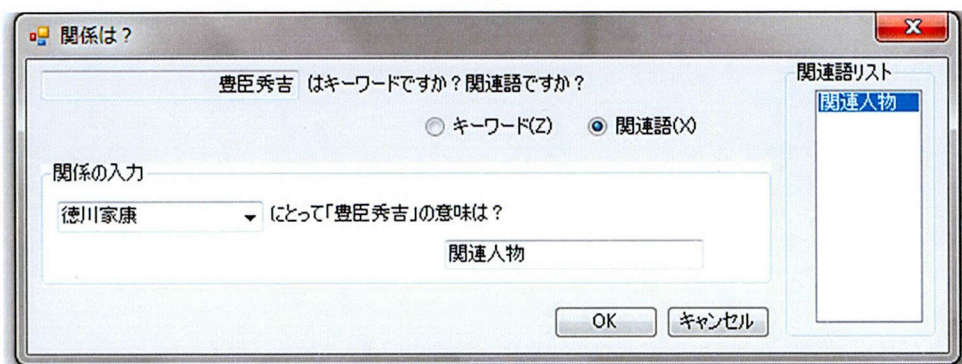 関係は？
豊臣秀吉 はキーワードですか？関連語ですか？
キーワード(Z) 関連語(X)
関係の入力
徳川家康 にとって「豊臣秀吉」の意味は？
関連人物
OK キャンセル
関連語リスト
関連人物